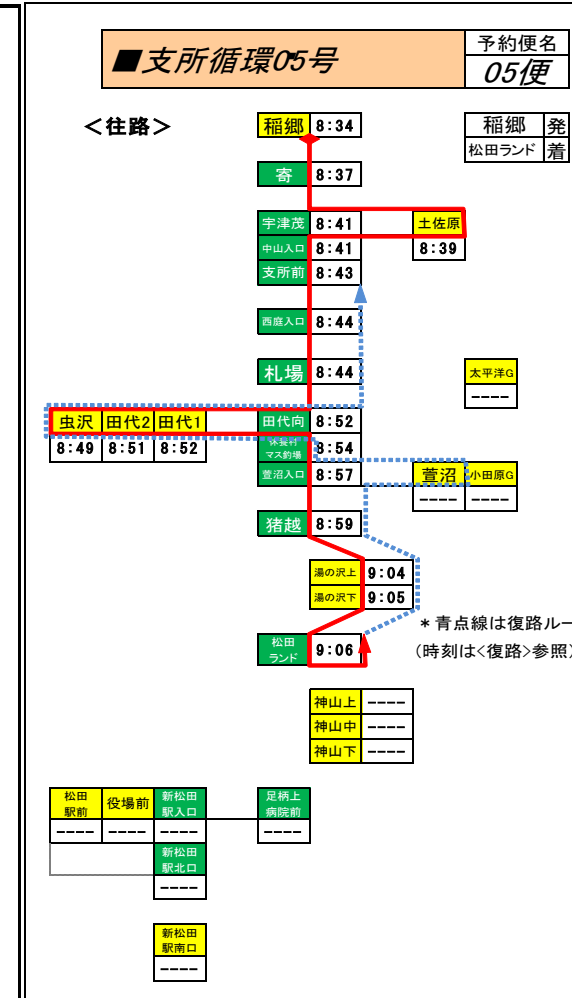 ■支所循環05号
予約便名
05便
＜往路＞
稲郷 8:34
稲郷 発
松田ランド 着
寄 8:37
宇津茂 8:41 土佐原
中山入口 8:41 8:39
支所前 8:43
西庭入口 8:44
札場 8:44 太平洋G
----
虫沢 田代2 田代1 田代向 8:52
8:49 8:51 8:52
マス釣場 8:54
萱沼入口 8:57 萱沼 小田原G
---- ----
猪越 8:59
湯の沢上 9:04
湯の沢下 9:05
＊青点線は復路ルー
(時刻は<復路>参照)
松田
ランド
9:06
神山上 ----
神山中 ----
神山下 ----
松田
駅前
役場前
新松田
駅入口
足柄上
病院前
---- ---- ---- ----
新松田
駅北口
----
新松田
駅南口
----